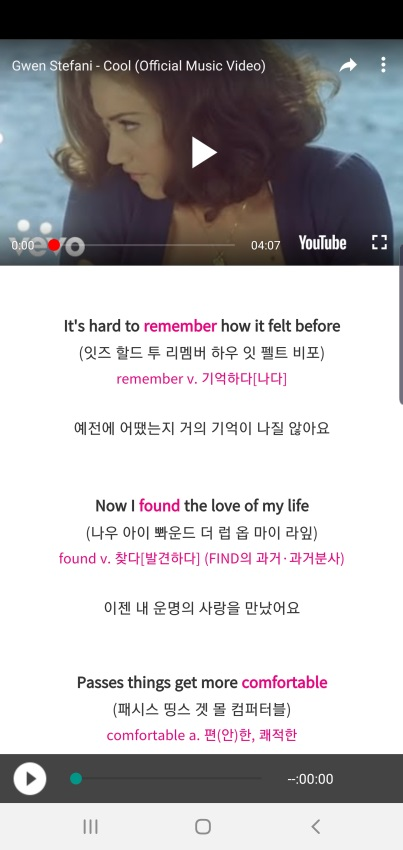 Gwen Stefani - Cool (Official Music Video)
vevo
0:00
04:07
YouTube
It's hard to remember how it felt before
(잇즈 할드 투 리멤버 하우 잇 펠트 비포)
remember v. 기억하다[나다]
예전에 어땠는지 거의 기억이 나질 않아요
Now I found the love of my life
(나우 아이 뽜운드 더 럽 옵 마이 라잎)
found v. 찾다[발견하다] (FIND의 과거·과거분사)
이젠 내 운명의 사랑을 만났어요
Passes things get more comfortable
(패시스 띵스 겟 몰 컴퍼터블)
comfortable a. 편(안)한, 쾌적한
--:00:00